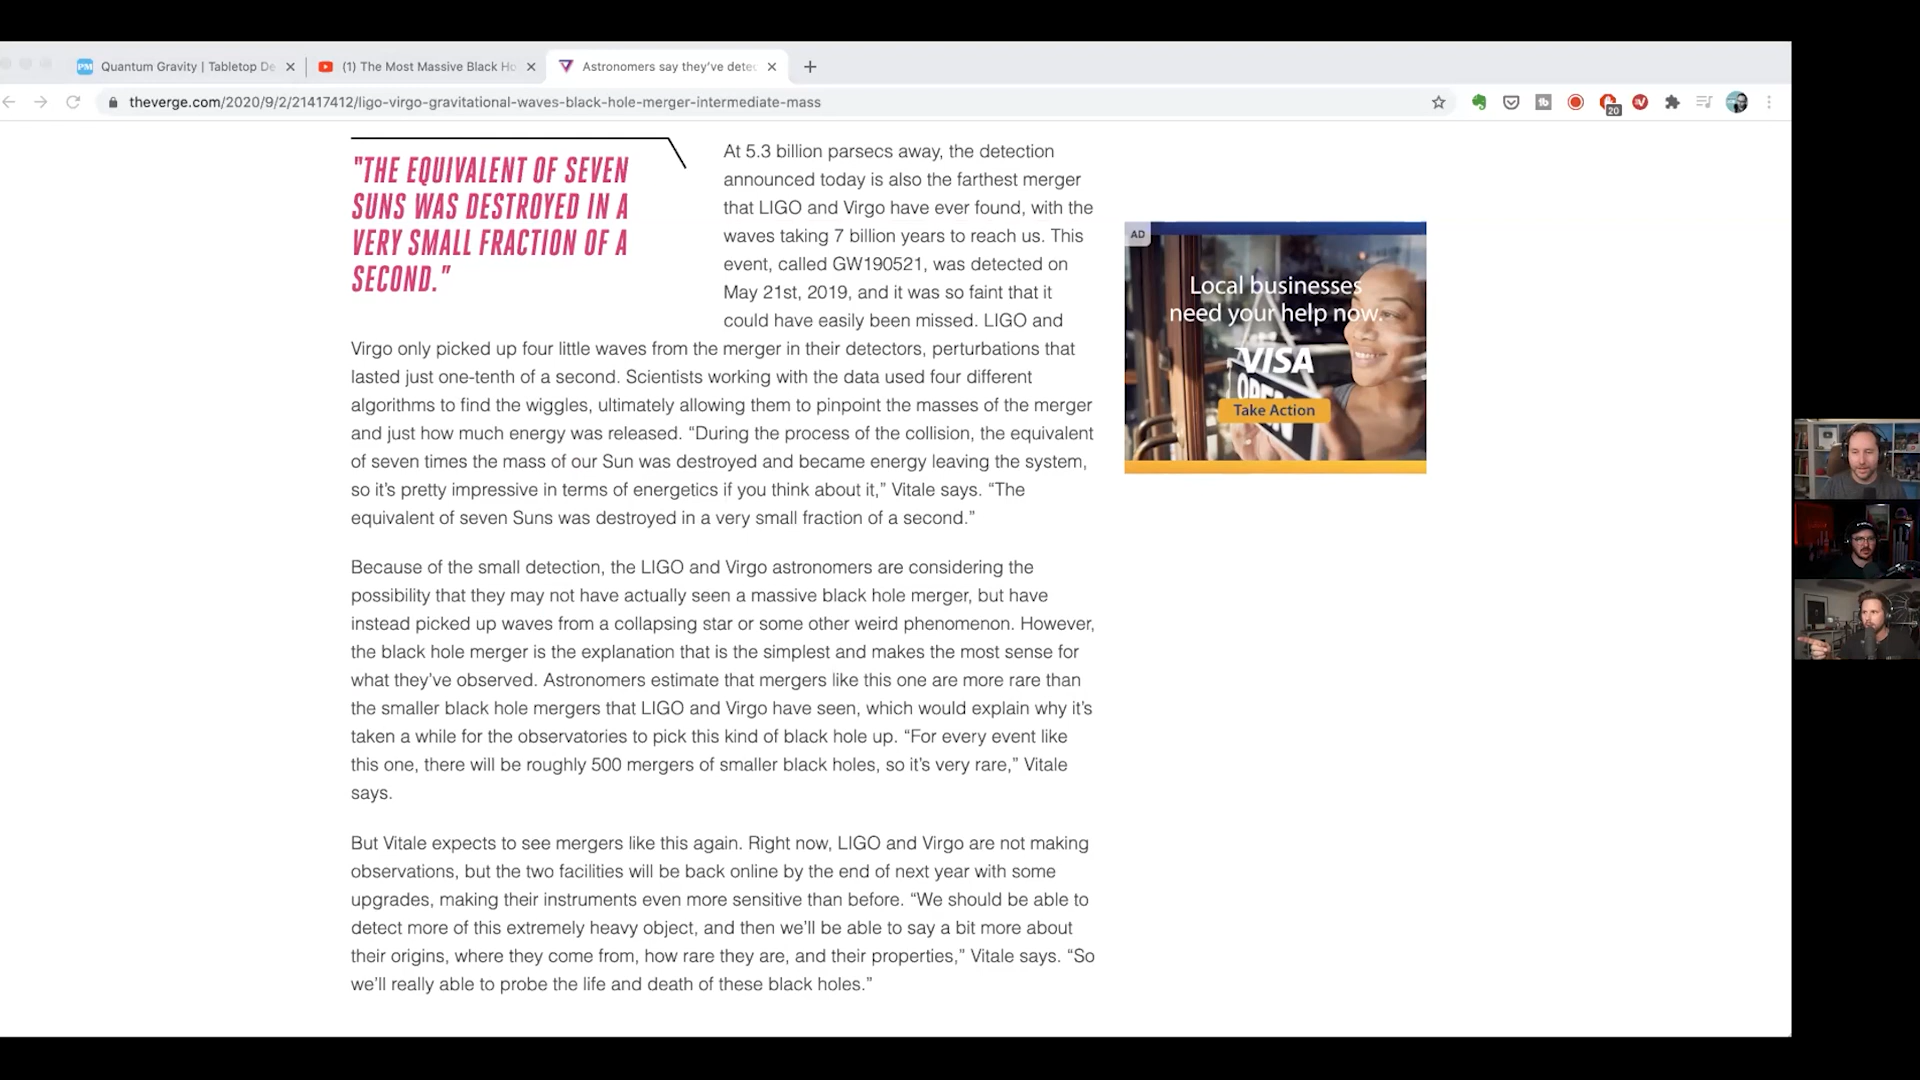 PM Quantum Gravity | Tabletop De
(1) The Most Massive Black Ho
Astronomers say they've detec
theverge.com/2020/9/2/21417412/ligo-virgo-gravitational-waves-black-hole-merger-intermediate-mass
20
"THE EQUIVALENT OF SEVEN
SUNS WAS DESTROYED IN A
VERY SMALL FRACTION OF A
SECOND."
At 5.3 billion parsecs away, the detection
announced today is also the farthest merger
that LIGO and Virgo have ever found, with the
waves taking 7 billion years to reach us. This
event, called GW190521, was detected on
May 21st, 2019, and it was so faint that it
could have easily been missed. LIGO and
Virgo only picked up four little waves from the merger in their detectors, perturbations that
lasted just one-tenth of a second. Scientists working with the data used four different
algorithms to find the wiggles, ultimately allowing them to pinpoint the masses of the merger
and just how much energy was released. “During the process of the collision, the equivalent
of seven times the mass of our Sun was destroyed and became energy leaving the system,
so it’s pretty impressive in terms of energetics if you think about it,” Vitale says. “The
equivalent of seven Suns was destroyed in a very small fraction of a second.”
Because of the small detection, the LIGO and Virgo astronomers are considering the
possibility that they may not have actually seen a massive black hole merger, but have
instead picked up waves from a collapsing star or some other weird phenomenon. However,
the black hole merger is the explanation that is the simplest and makes the most sense for
what they’ve observed. Astronomers estimate that mergers like this one are more rare than
the smaller black hole mergers that LIGO and Virgo have seen, which would explain why it’s
taken a while for the observatories to pick this kind of black hole up. “For every event like
this one, there will be roughly 500 mergers of smaller black holes, so it’s very rare,” Vitale
says.
But Vitale expects to see mergers like this again. Right now, LIGO and Virgo are not making
observations, but the two facilities will be back online by the end of next year with some
upgrades, making their instruments even more sensitive than before. “We should be able to
detect more of this extremely heavy object, and then we’ll be able to say a bit more about
their origins, where they come from, how rare they are, and their properties,” Vitale says. “So
we’ll really able to probe the life and death of these black holes.”
AD
Local businesses
need your help now.
VISA
OPEN
Take Action